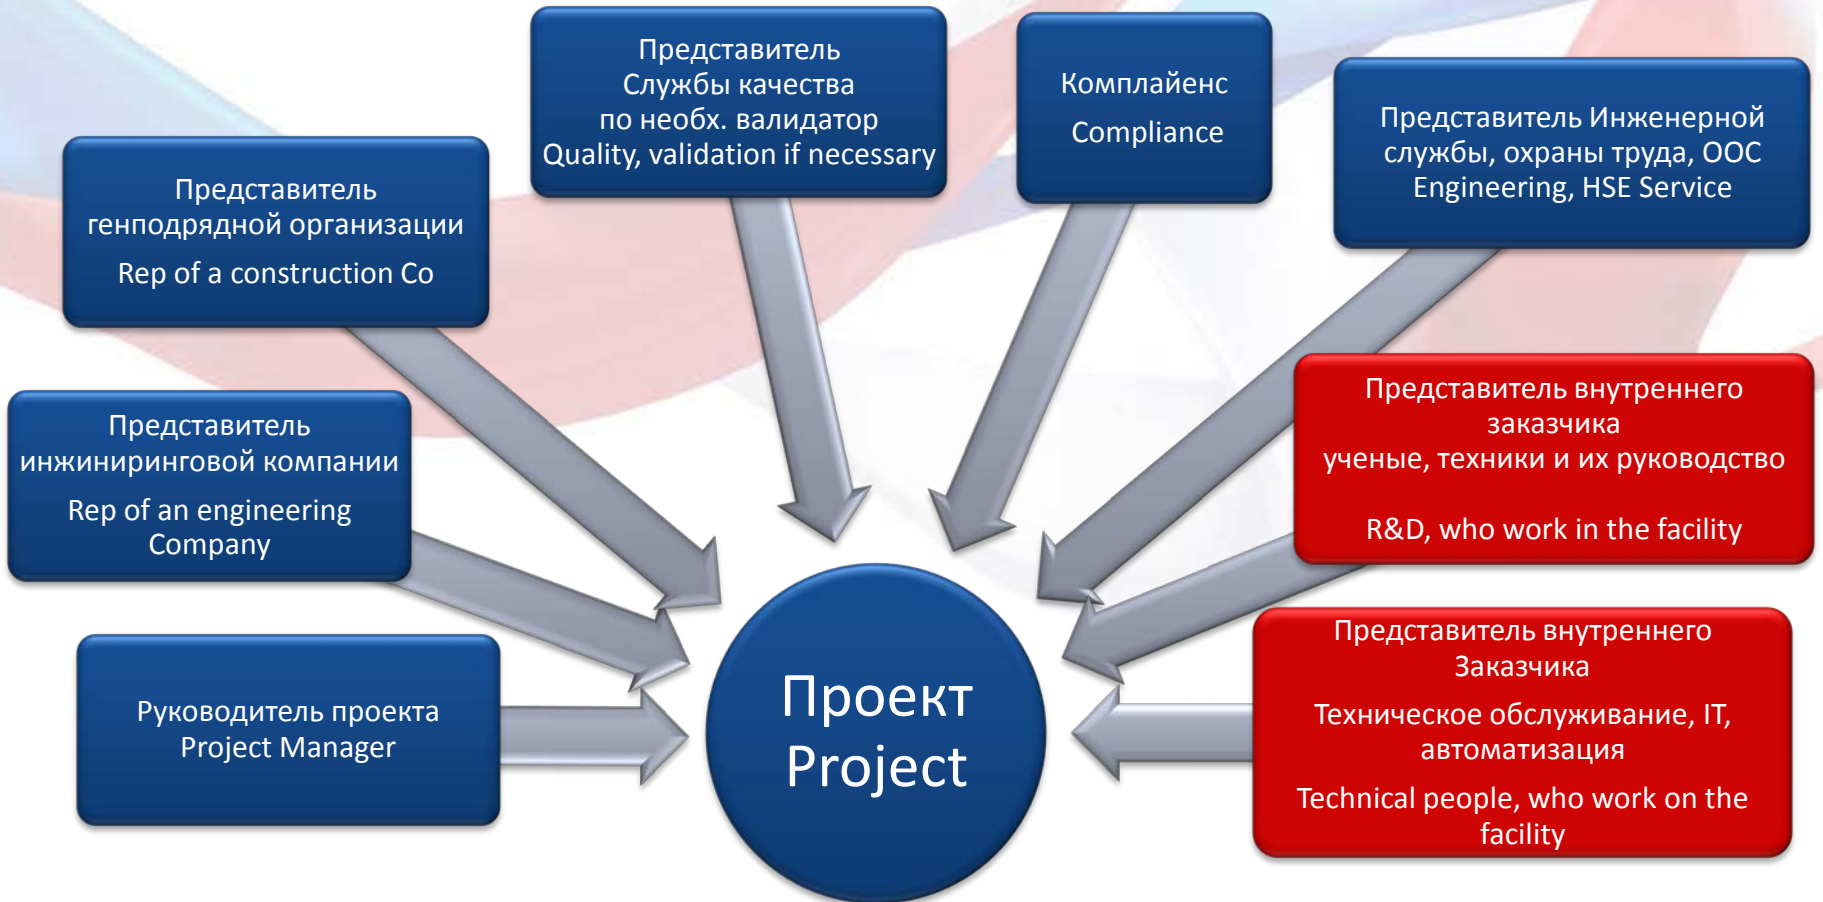 Представитель
Службы качества
по необх. валидатор
Quality, validation if necessary
Комплайенс
Compliance
Представитель Инженерной
службы, охраны труда, ООС
Engineering, HSE Service
Представитель
генподрядной организации
Rep of a construction Co
Представитель внутреннего
заказчика
ученые, техники и их руководство
R&D, who work in the facility
Представитель
инжиниринговой компании
Rep of an engineering
Company
Представитель внутреннего
Заказчика
Техническое обслуживание, IT,
автоматизация
Technical people, who work on the
facility
Руководитель проекта
Project Manager
Проект
Project